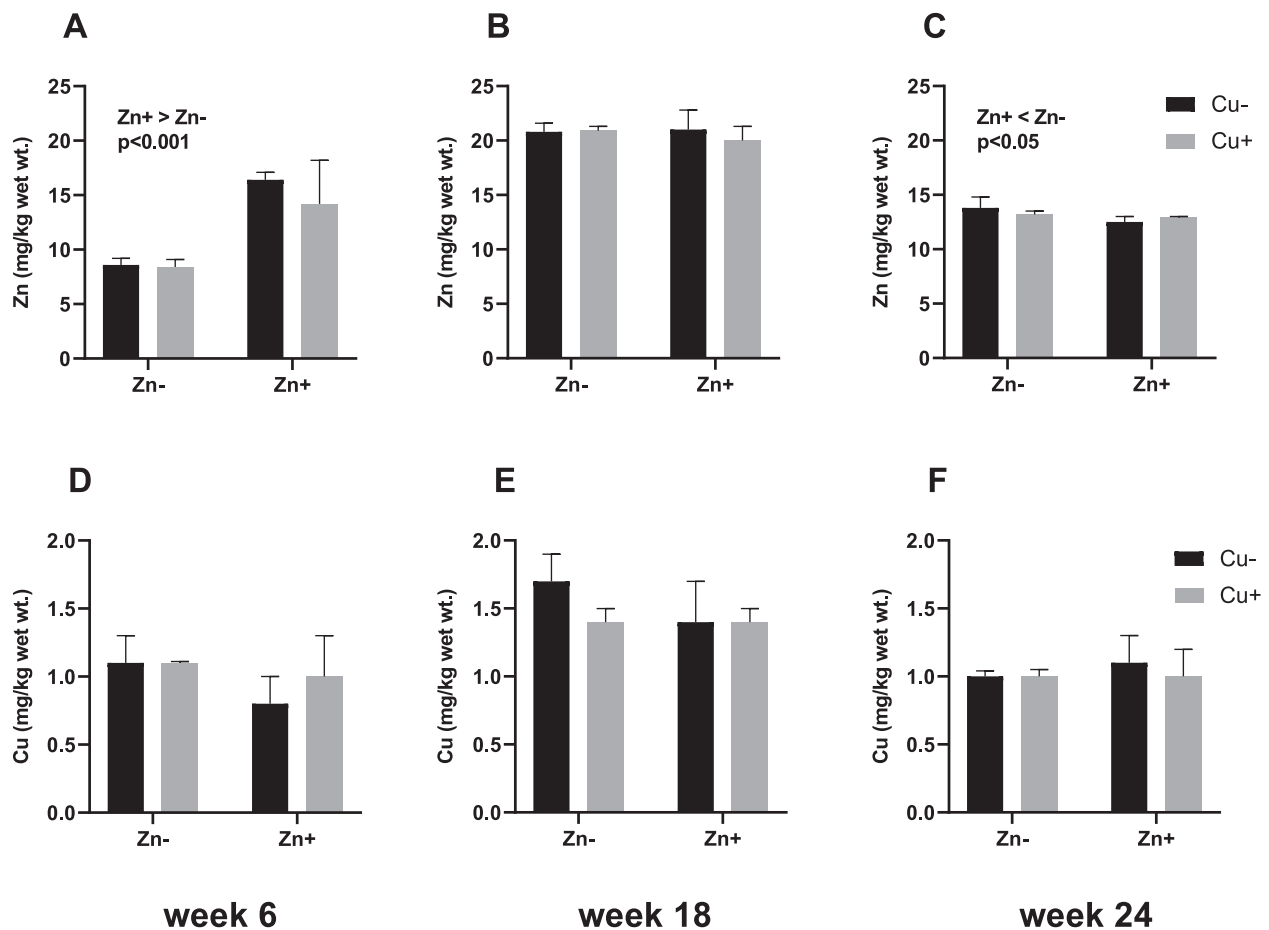 A
B
C
25
20
15
10
5
0
Zn (mg/kg wet wt.)
Zn+ > Zn-
p<0.001
Zn-
Zn+
25
20
15
10
5
0
Zn (mg/kg wet wt.)
Zn-
Zn+
25
20
15
10
5
0
Zn (mg/kg wet wt.)
Zn+ < Zn-
p<0.05
Cu-
Cu+
Zn-
Zn+
D
E
F
2.0
1.5
1.0
0.5
0.0
Cu (mg/kg wet wt.)
Zn-
Zn+
2.0
1.5
1.0
0.5
0.0
Cu (mg/kg wet wt.)
Zn-
Zn+
2.0
1.5
1.0
0.5
0.0
Cu (mg/kg wet wt.)
Cu-
Cu+
Zn-
Zn+
week 6
week 18
week 24